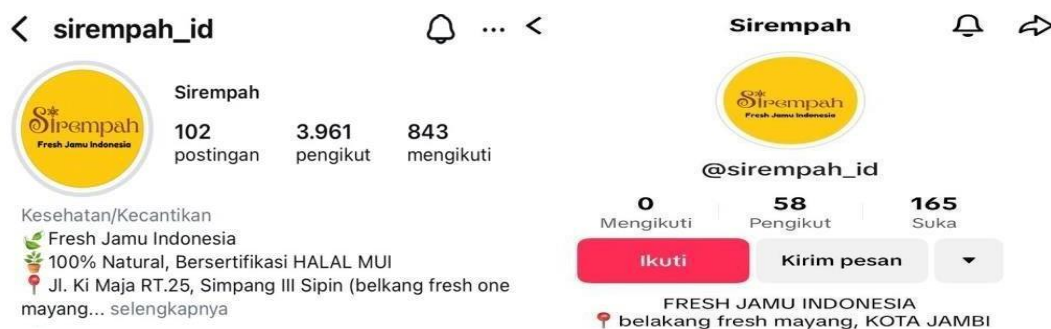 sirempah_id
Sirempah
Fresh Jamu Indonesia
Sirempah
102 3.961 843
postingan pengikut mengikuti
Kesehatan/Kecantikan
Fresh Jamu Indonesia
100% Natural, Bersertifikasi HALAL MUI
Jl. Ki Maja RT.25, Simpang III Sipin (belkang fresh one
mayang... selengkapnya
Sirempah
Sirempah
Fresh Jamu Indonesia
@sirempah_id
0 58 165
Mengikuti Pengikut Suka
Ikuti Kirim pesan
FRESH JAMU INDONESIA
belakang fresh mayang, KOTA JAMBI